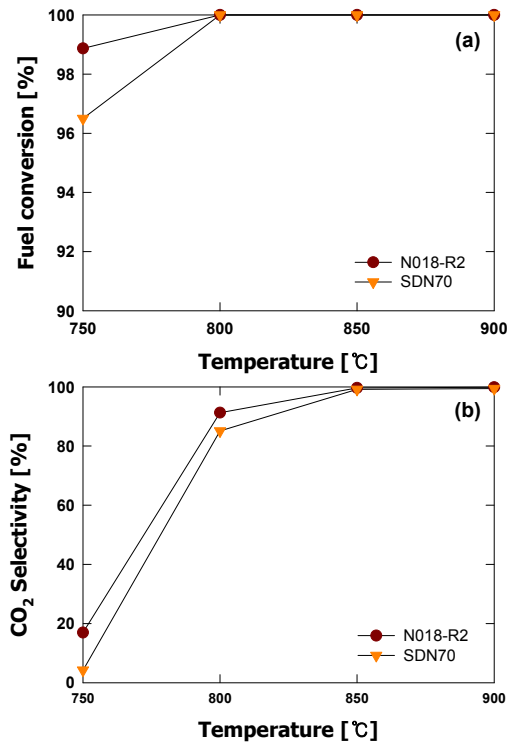 100
(a)
98
96
94
92
90
Fuel conversion [%]
N018-R2
SDN70
750
800
850
900
Temperature [℃]
100
(b)
80
60
40
20
0
CO₂ Selectivity [%]
N018-R2
SDN70
750
800
850
900
Temperature [℃]